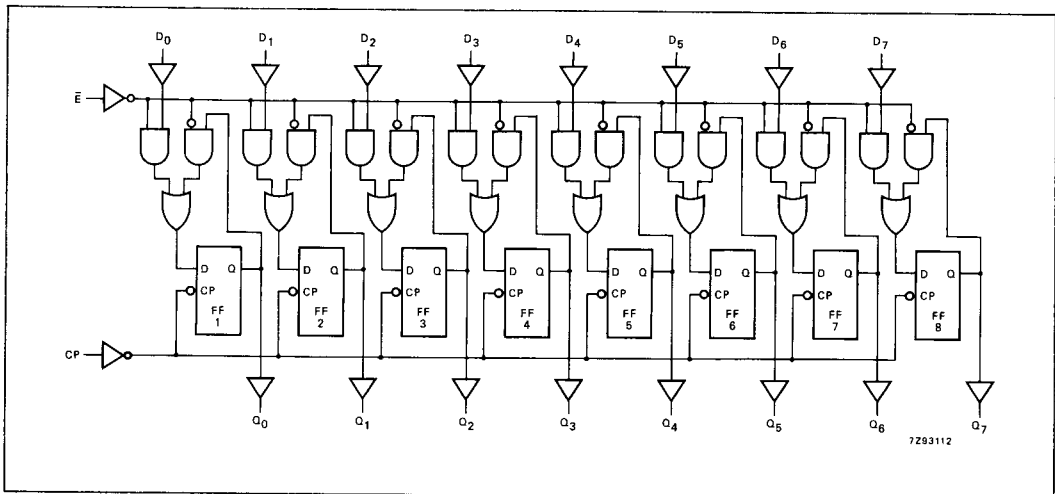 D0 D1 D2 D3 D4 D5 D6 D7
E̅
D Q D Q D Q D Q D Q D Q D Q D Q
CP CP CP CP CP CP CP CP
FF FF FF FF FF FF FF FF
1 2 3 4 5 6 7 8
CP
Q0 Q1 Q2 Q3 Q4 Q5 Q6 Q7
7Z93112